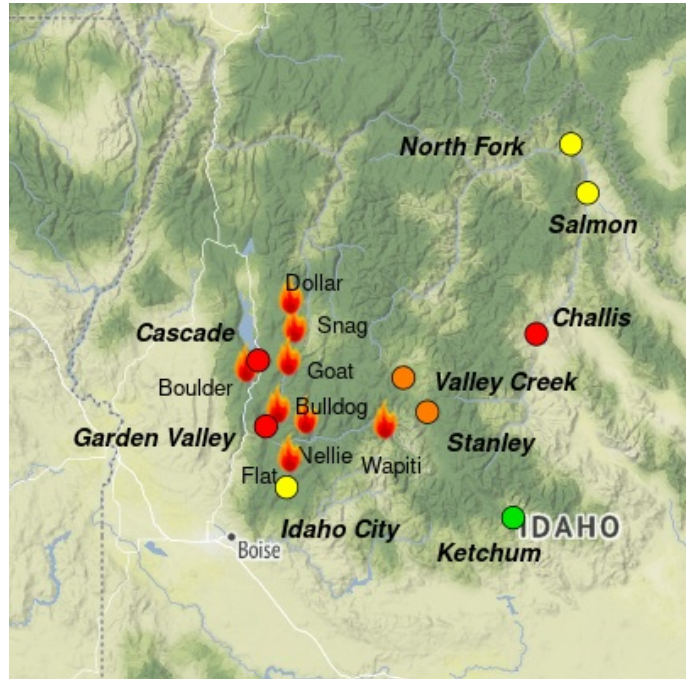 North Fork
Salmon
Dollar
Snag
Challis
Cascade
Goat
Boulder
Valley Creek
Bulldog
Garden Valley
Stanley
Nellie
Wapiti
Flat
Idaho City
IDAHO
Boise
Ketchum